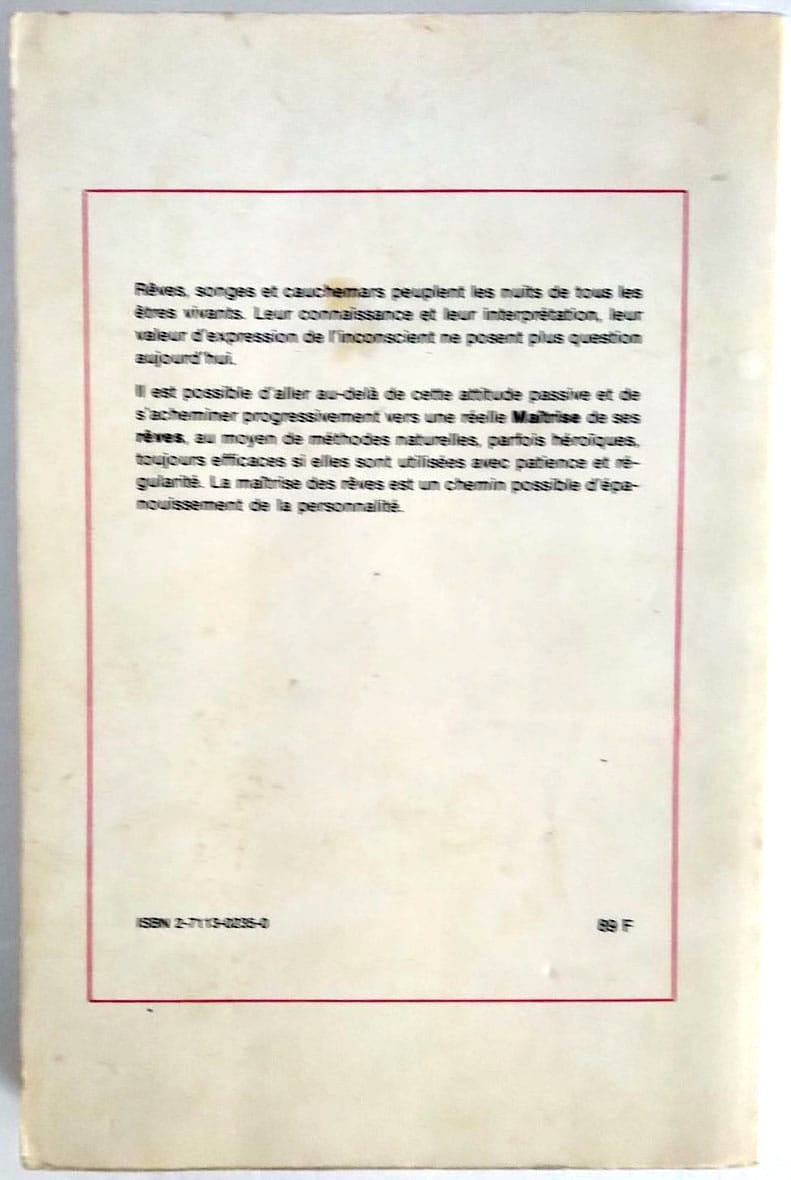 Rêves, songes et cauchemars peuplent les nuits de tous les
êtres vivants. Leur connaissance et leur interprétation, leur
valeur d'expression de l'inconscient ne posent plus question
aujourd'hui.
Il est possible d'aller au-delà de cette attitude passive et de
s'acheminer progressivement vers une réelle Maîtrise de ses
rêves, au moyen de méthodes naturelles, parfois héroïques,
toujours efficaces si elles sont utilisées avec patience et ré-
gularité. La maîtrise des rêves est un chemin possible d'épa-
nouissement de la personnalité.
ISBN 2-7113-0235-0
89 F